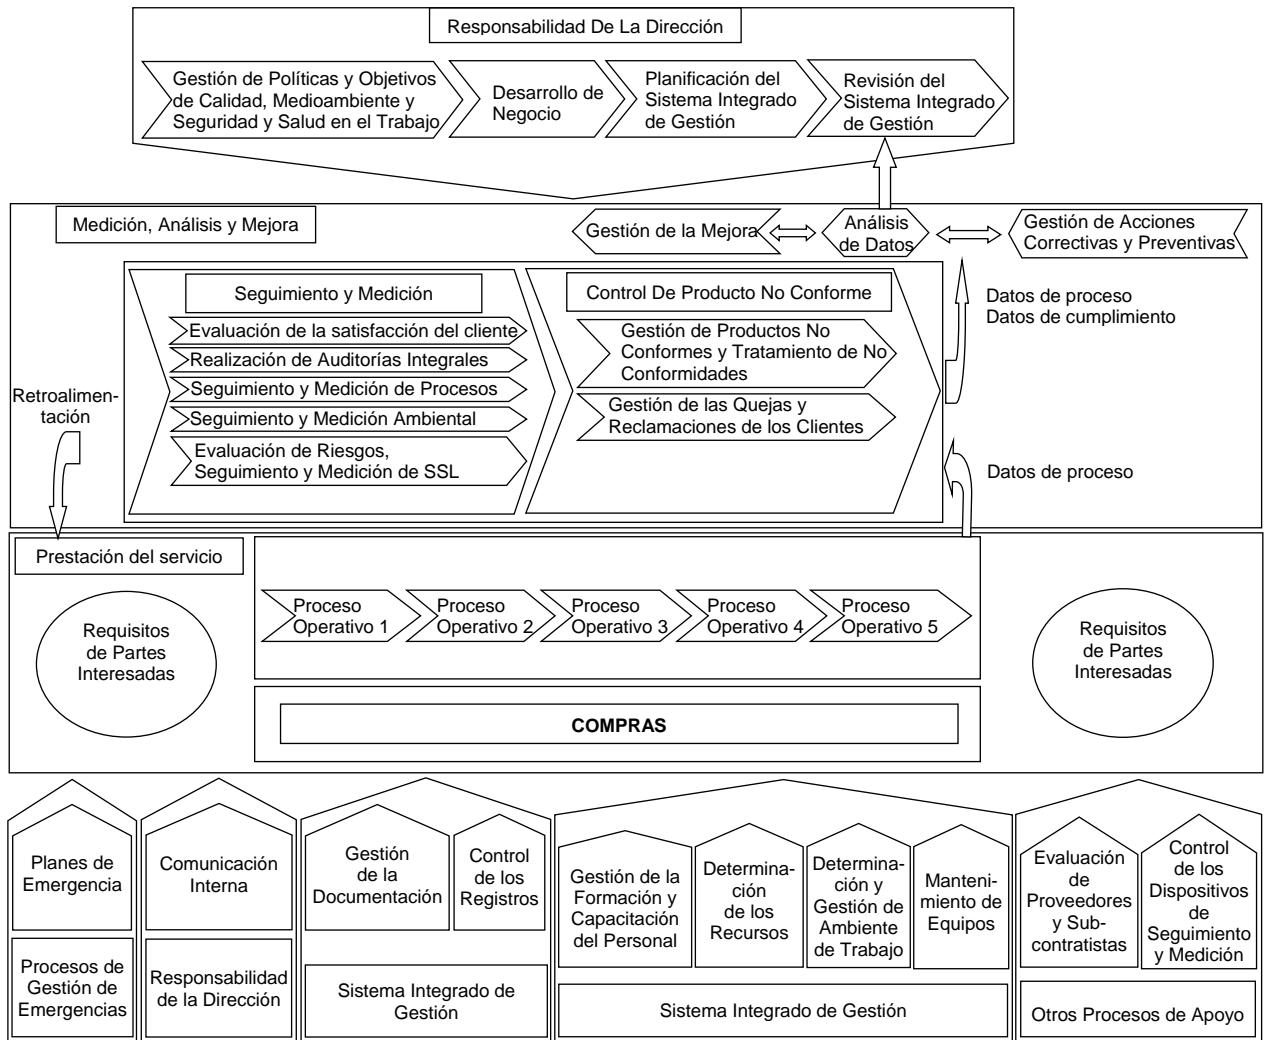 Responsabilidad De La Dirección
Gestión de Políticas y Objetivos
de Calidad, Medioambiente y
Seguridad y Salud en el Trabajo
Desarrollo de
Negocio
Planificación del
Sistema Integrado
de Gestión
Revisión del
Sistema Integrado
de Gestión
Medición, Análisis y Mejora
Gestión de la Mejora
Análisis
de Datos
Gestión de Acciones
Correctivas y Preventivas
Seguimiento y Medición
Evaluación de la satisfacción del cliente
Realización de Auditorías Integrales
Seguimiento y Medición de Procesos
Seguimiento y Medición Ambiental
Evaluación de Riesgos,
Seguimiento y Medición de SSL
Control De Producto No Conforme
Gestión de Productos No
Conformes y Tratamiento de No
Conformidades
Gestión de las Quejas y
Reclamaciones de los Clientes
Datos de proceso
Datos de cumplimiento
Retroalimen-
tación
Datos de proceso
Prestación del servicio
Requisitos
de Partes
Interesadas
Proceso
Operativo 1
Proceso
Operativo 2
Proceso
Operativo 3
Proceso
Operativo 4
Proceso
Operativo 5
Requisitos
de Partes
Interesadas
COMPRAS
Planes de
Emergencia
Procesos de
Gestión de
Emergencias
Comunicación
Interna
Responsabilidad
de la Dirección
Gestión
de la
Documentación
Control
de los
Registros
Sistema Integrado de
Gestión
Gestión de la
Formación y
Capacitación
del Personal
Determina-
ción
de los
Recursos
Determina-
ción y
Gestión de
Ambiente
de Trabajo
Manteni-
miento de
Equipos
Sistema Integrado de Gestión
Evaluación
de
Proveedores
y Sub-
contratistas
Control
de los
Dispositivos
de
Seguimiento
y Medición
Otros Procesos de Apoyo